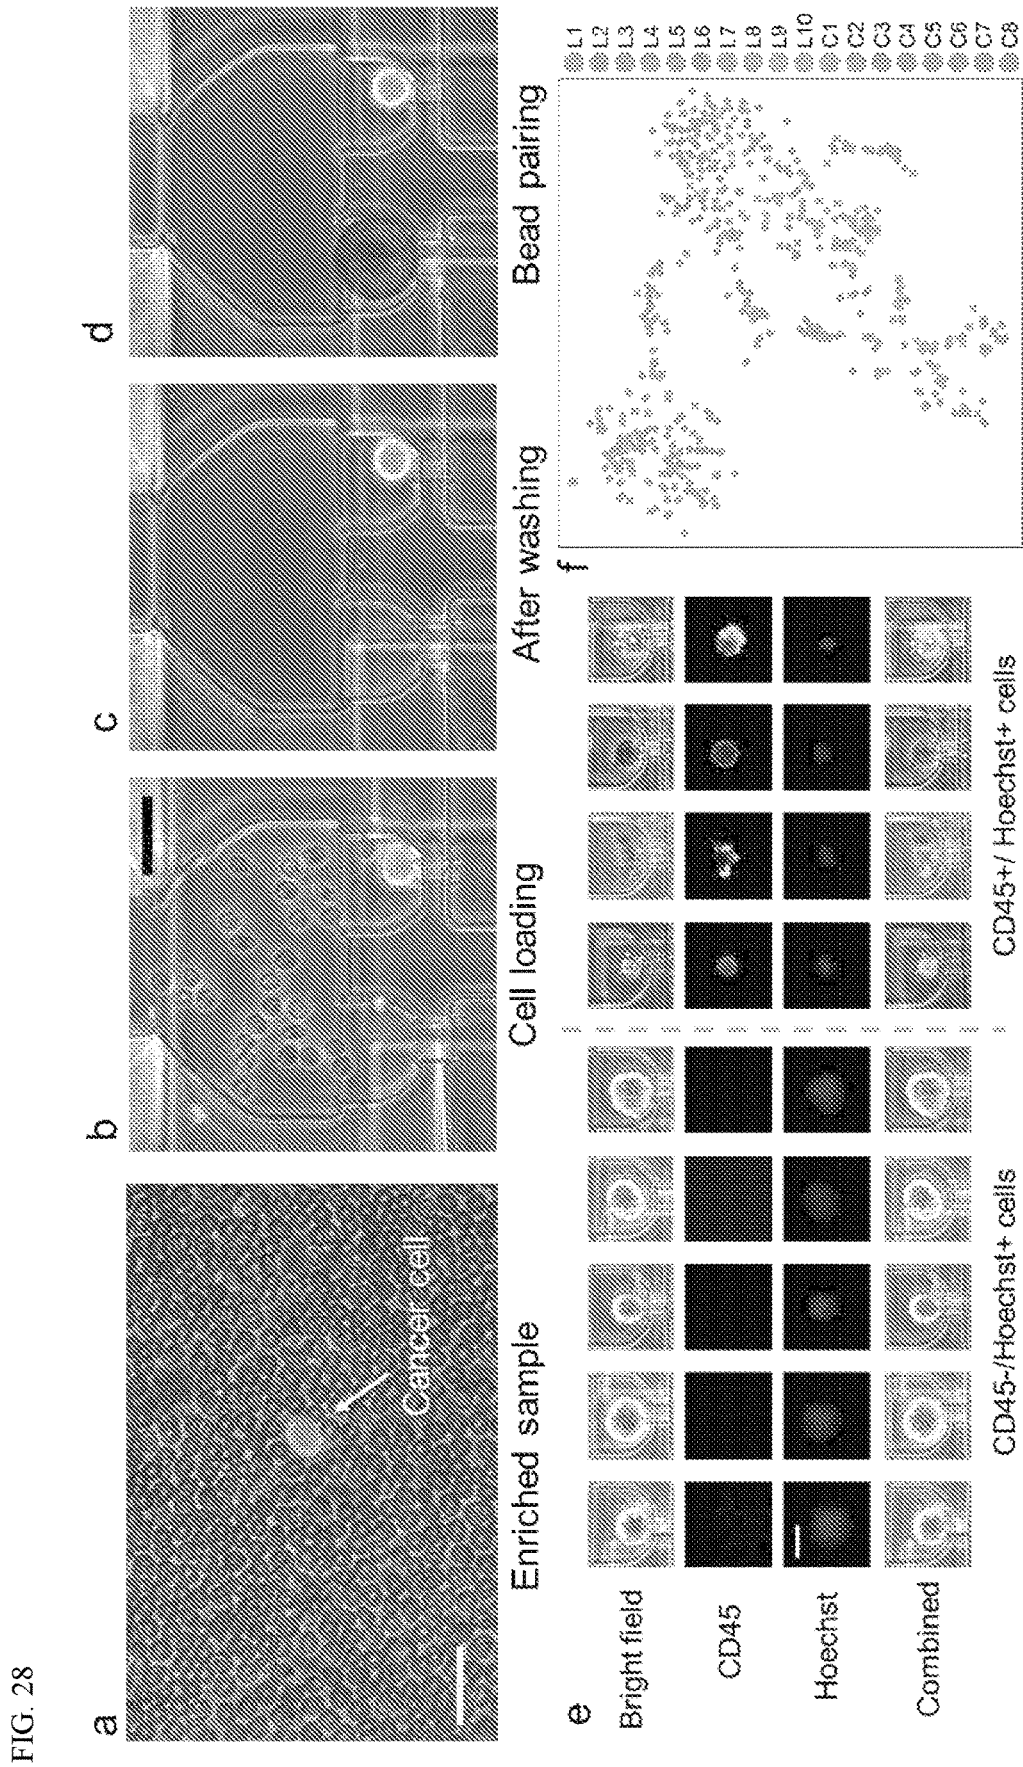 FIG. 28
a
Cancer cell
Enriched sample
b
Cell loading
c
After washing
d
Bead pairing
e
Bright field
CD45
Hoechst
Combined
CD45-/Hoechst+ cells
CD45+/ Hoechst+ cells
f
L1
L2
L3
L4
L5
L6
L7
L8
L9
L10
C1
C2
C3
C4
C5
C6
C7
C8